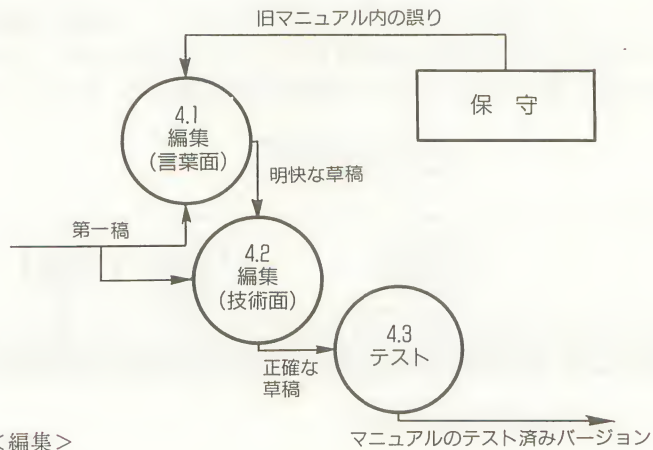 旧マニュアル内の誤り
保 守
4.1
編集
(言葉面)
明快な草稿
第一稿
4.2
編集
(技術面)
4.3
テスト
正確な
草稿
<編集>
マニュアルのテスト済みバージョン